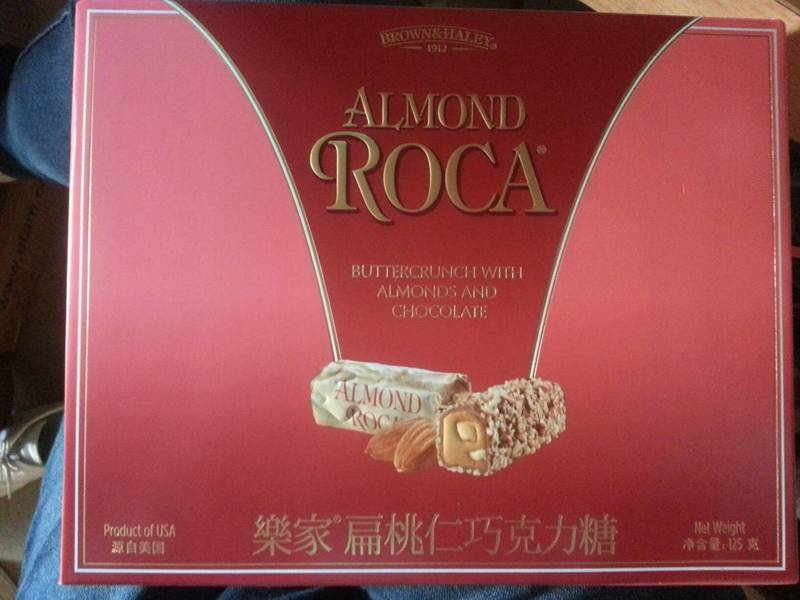 BROWN & HALEY®
1912
ALMOND
ROCA®
BUTTERCRUNCH WITH
ALMONDS AND
CHOCOLATE
ALMOND
ROCA
Product of USA
源自美国
樂家®扁桃仁巧克力糖
Net Weight
净含量: 125 克